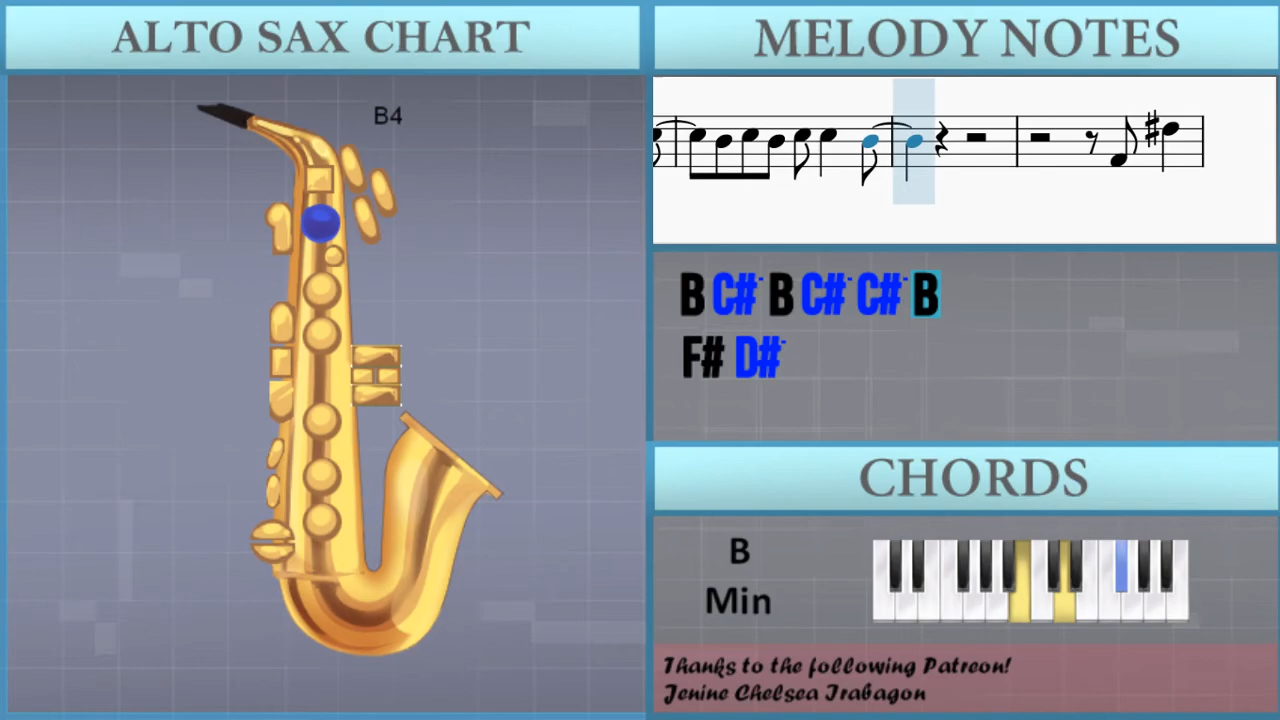 ALTO SAX CHART
B4
MELODY NOTES
B C#- B C#- C#- B
F# D#-
CHORDS
B
Min
Thanks to the following Patreon!
Jenine Chelsea Irabagon